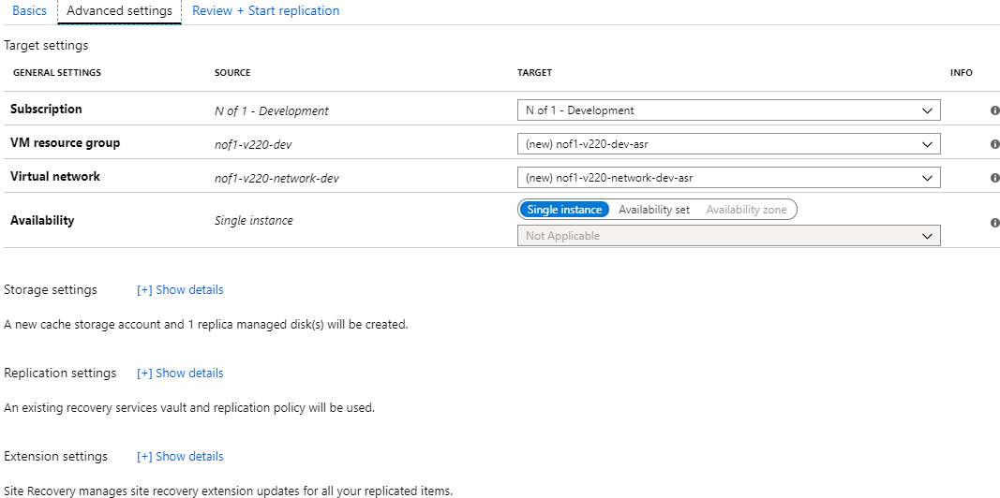 Basics Advanced settings Review + Start replication
Target settings
GENERAL SETTINGS SOURCE TARGET INFO
Subscription N of 1 - Development N of 1 - Development
VM resource group nof1-v220-dev (new) nof1-v220-dev-asr
Virtual network nof1-v220-network-dev (new) nof1-v220-network-dev-asr
Availability Single instance Single instance Availability set Availability zone
Not Applicable
Storage settings [+] Show details
A new cache storage account and 1 replica managed disk(s) will be created.
Replication settings [+] Show details
An existing recovery services vault and replication policy will be used.
Extension settings [+] Show details
Site Recovery manages site recovery extension updates for all your replicated items.